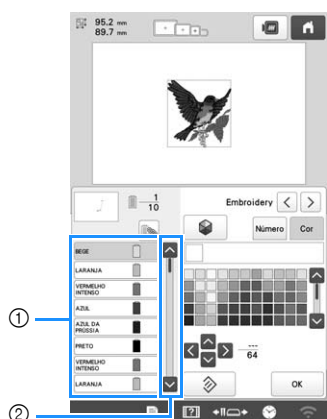 95.2 mm
89.7 mm
1
10
Embroidery
Número Cor
BEGE
LARANJA
VERMELHO
INTENSO
AZUL
AZUL DA
PRÚSSIA
PRETO
VERMELHO
INTENSO
LARANJA
---
64
OK
①
②
?